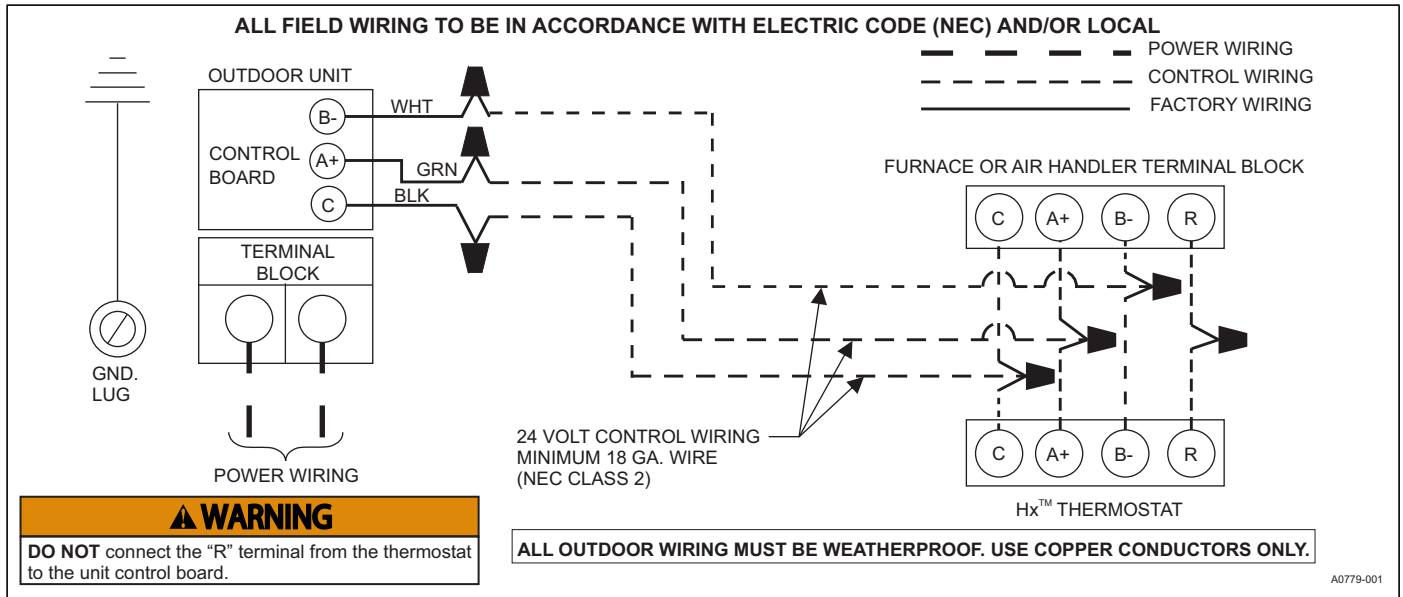 ALL FIELD WIRING TO BE IN ACCORDANCE WITH ELECTRIC CODE (NEC) AND/OR LOCAL
POWER WIRING
CONTROL WIRING
FACTORY WIRING
OUTDOOR UNIT
B-
WHT
CONTROL
BOARD
A+
GRN
C
BLK
TERMINAL
BLOCK
GND.
LUG
POWER WIRING
FURNACE OR AIR HANDLER TERMINAL BLOCK
C A+ B- R
24 VOLT CONTROL WIRING
MINIMUM 18 GA. WIRE
(NEC CLASS 2)
C A+ B- R
Hx™ THERMOSTAT
WARNING
DO NOT connect the “R” terminal from the thermostat
to the unit control board.
ALL OUTDOOR WIRING MUST BE WEATHERPROOF. USE COPPER CONDUCTORS ONLY.
A0779-001